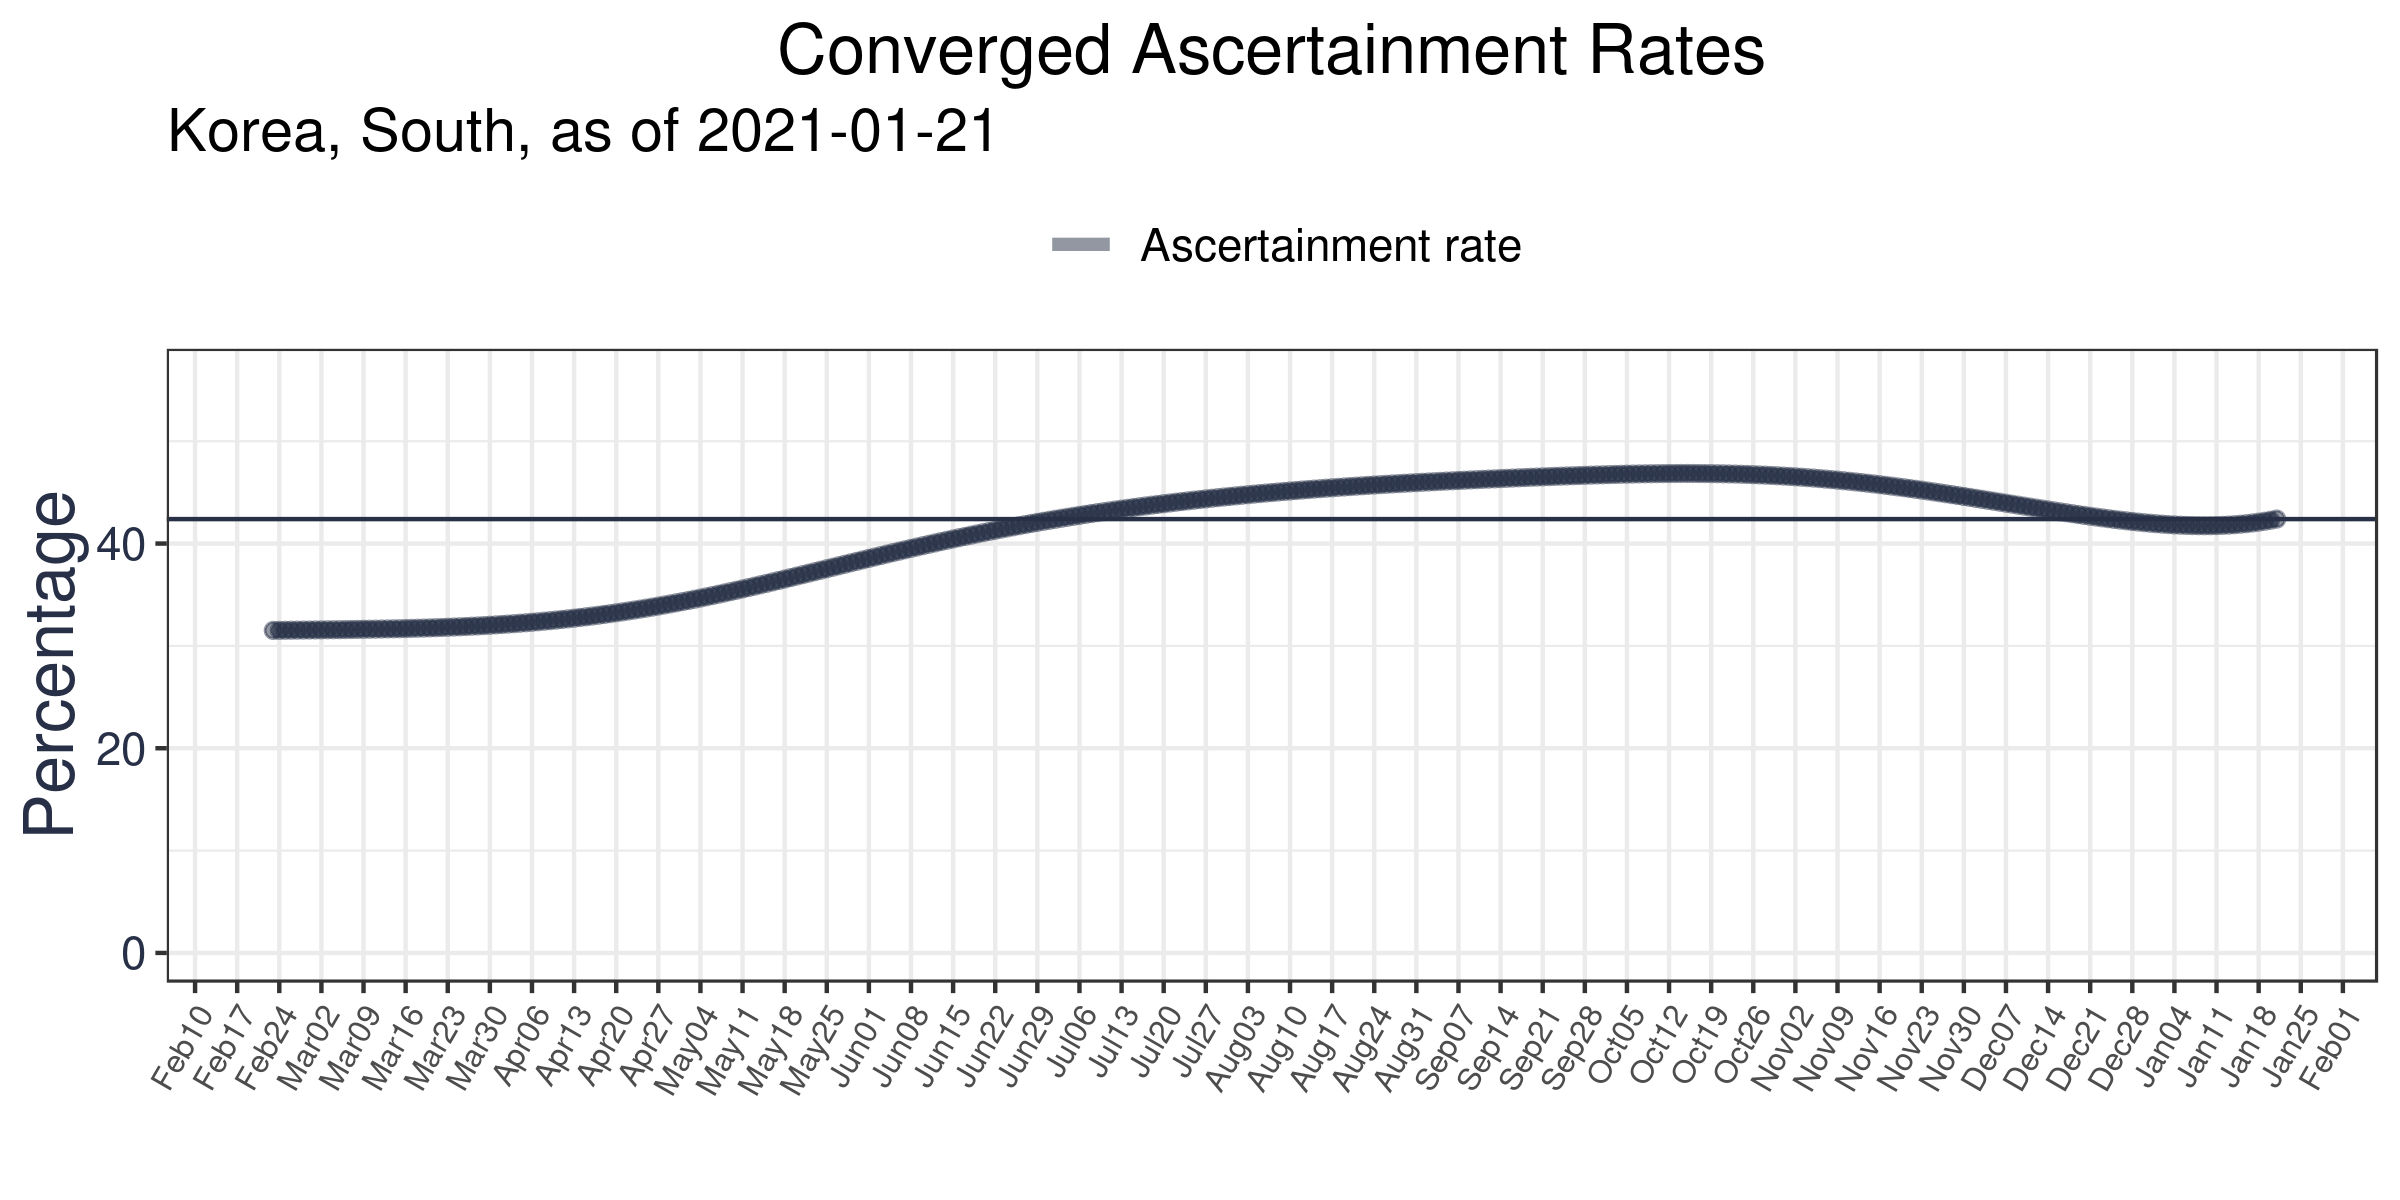 Converged Ascertainment Rates
Korea, South, as of 2021-01-21
Ascertainment rate
Percentage
40
20
0
Feb10
Feb17
Feb24
Mar02
Mar09
Mar16
Mar23
Mar30
Apr06
Apr13
Apr20
Apr27
May04
May11
May18
May25
Jun01
Jun08
Jun15
Jun22
Jun29
Jul06
Jul13
Jul20
Jul27
Aug03
Aug10
Aug17
Aug24
Aug31
Sep07
Sep14
Sep21
Sep28
Oct05
Oct12
Oct19
Oct26
Nov02
Nov09
Nov16
Nov23
Nov30
Dec07
Dec14
Dec21
Dec28
Jan04
Jan11
Jan18
Jan25
Feb01